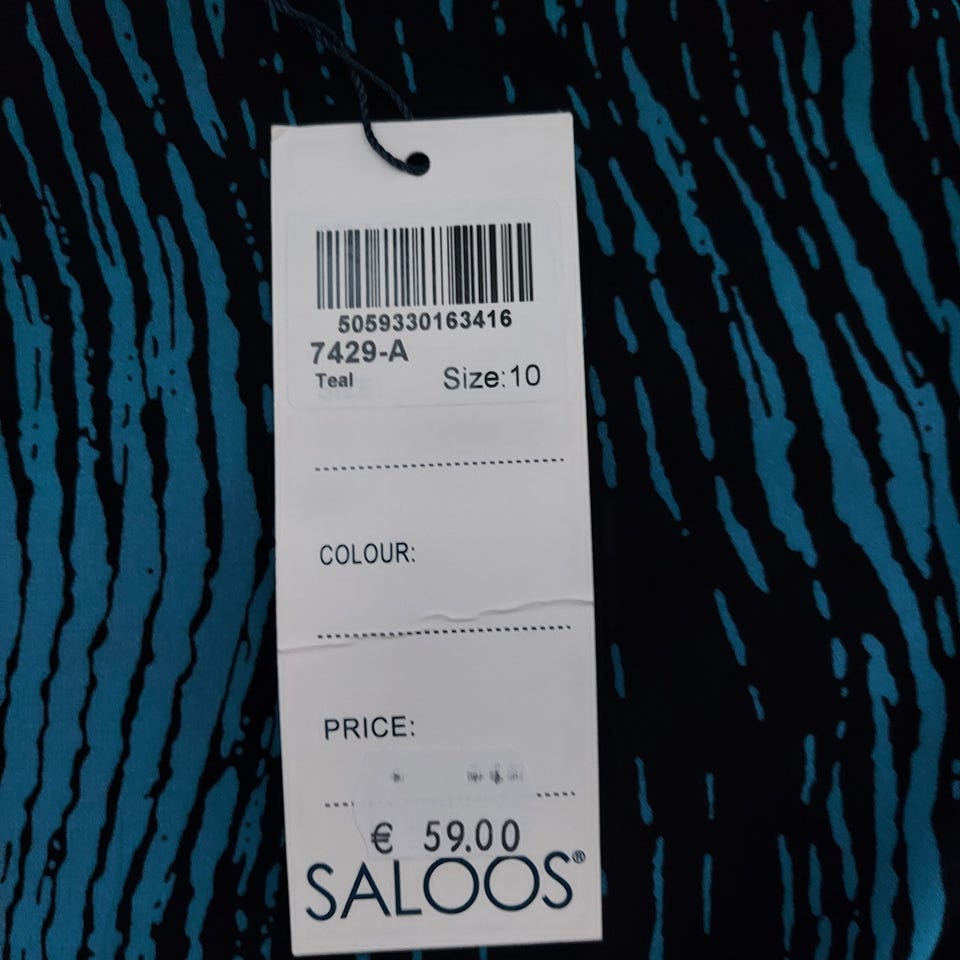 5059330163416
7429-A
Teal
Size:10
COLOUR:
PRICE:
€ 59.00
SALOOS®